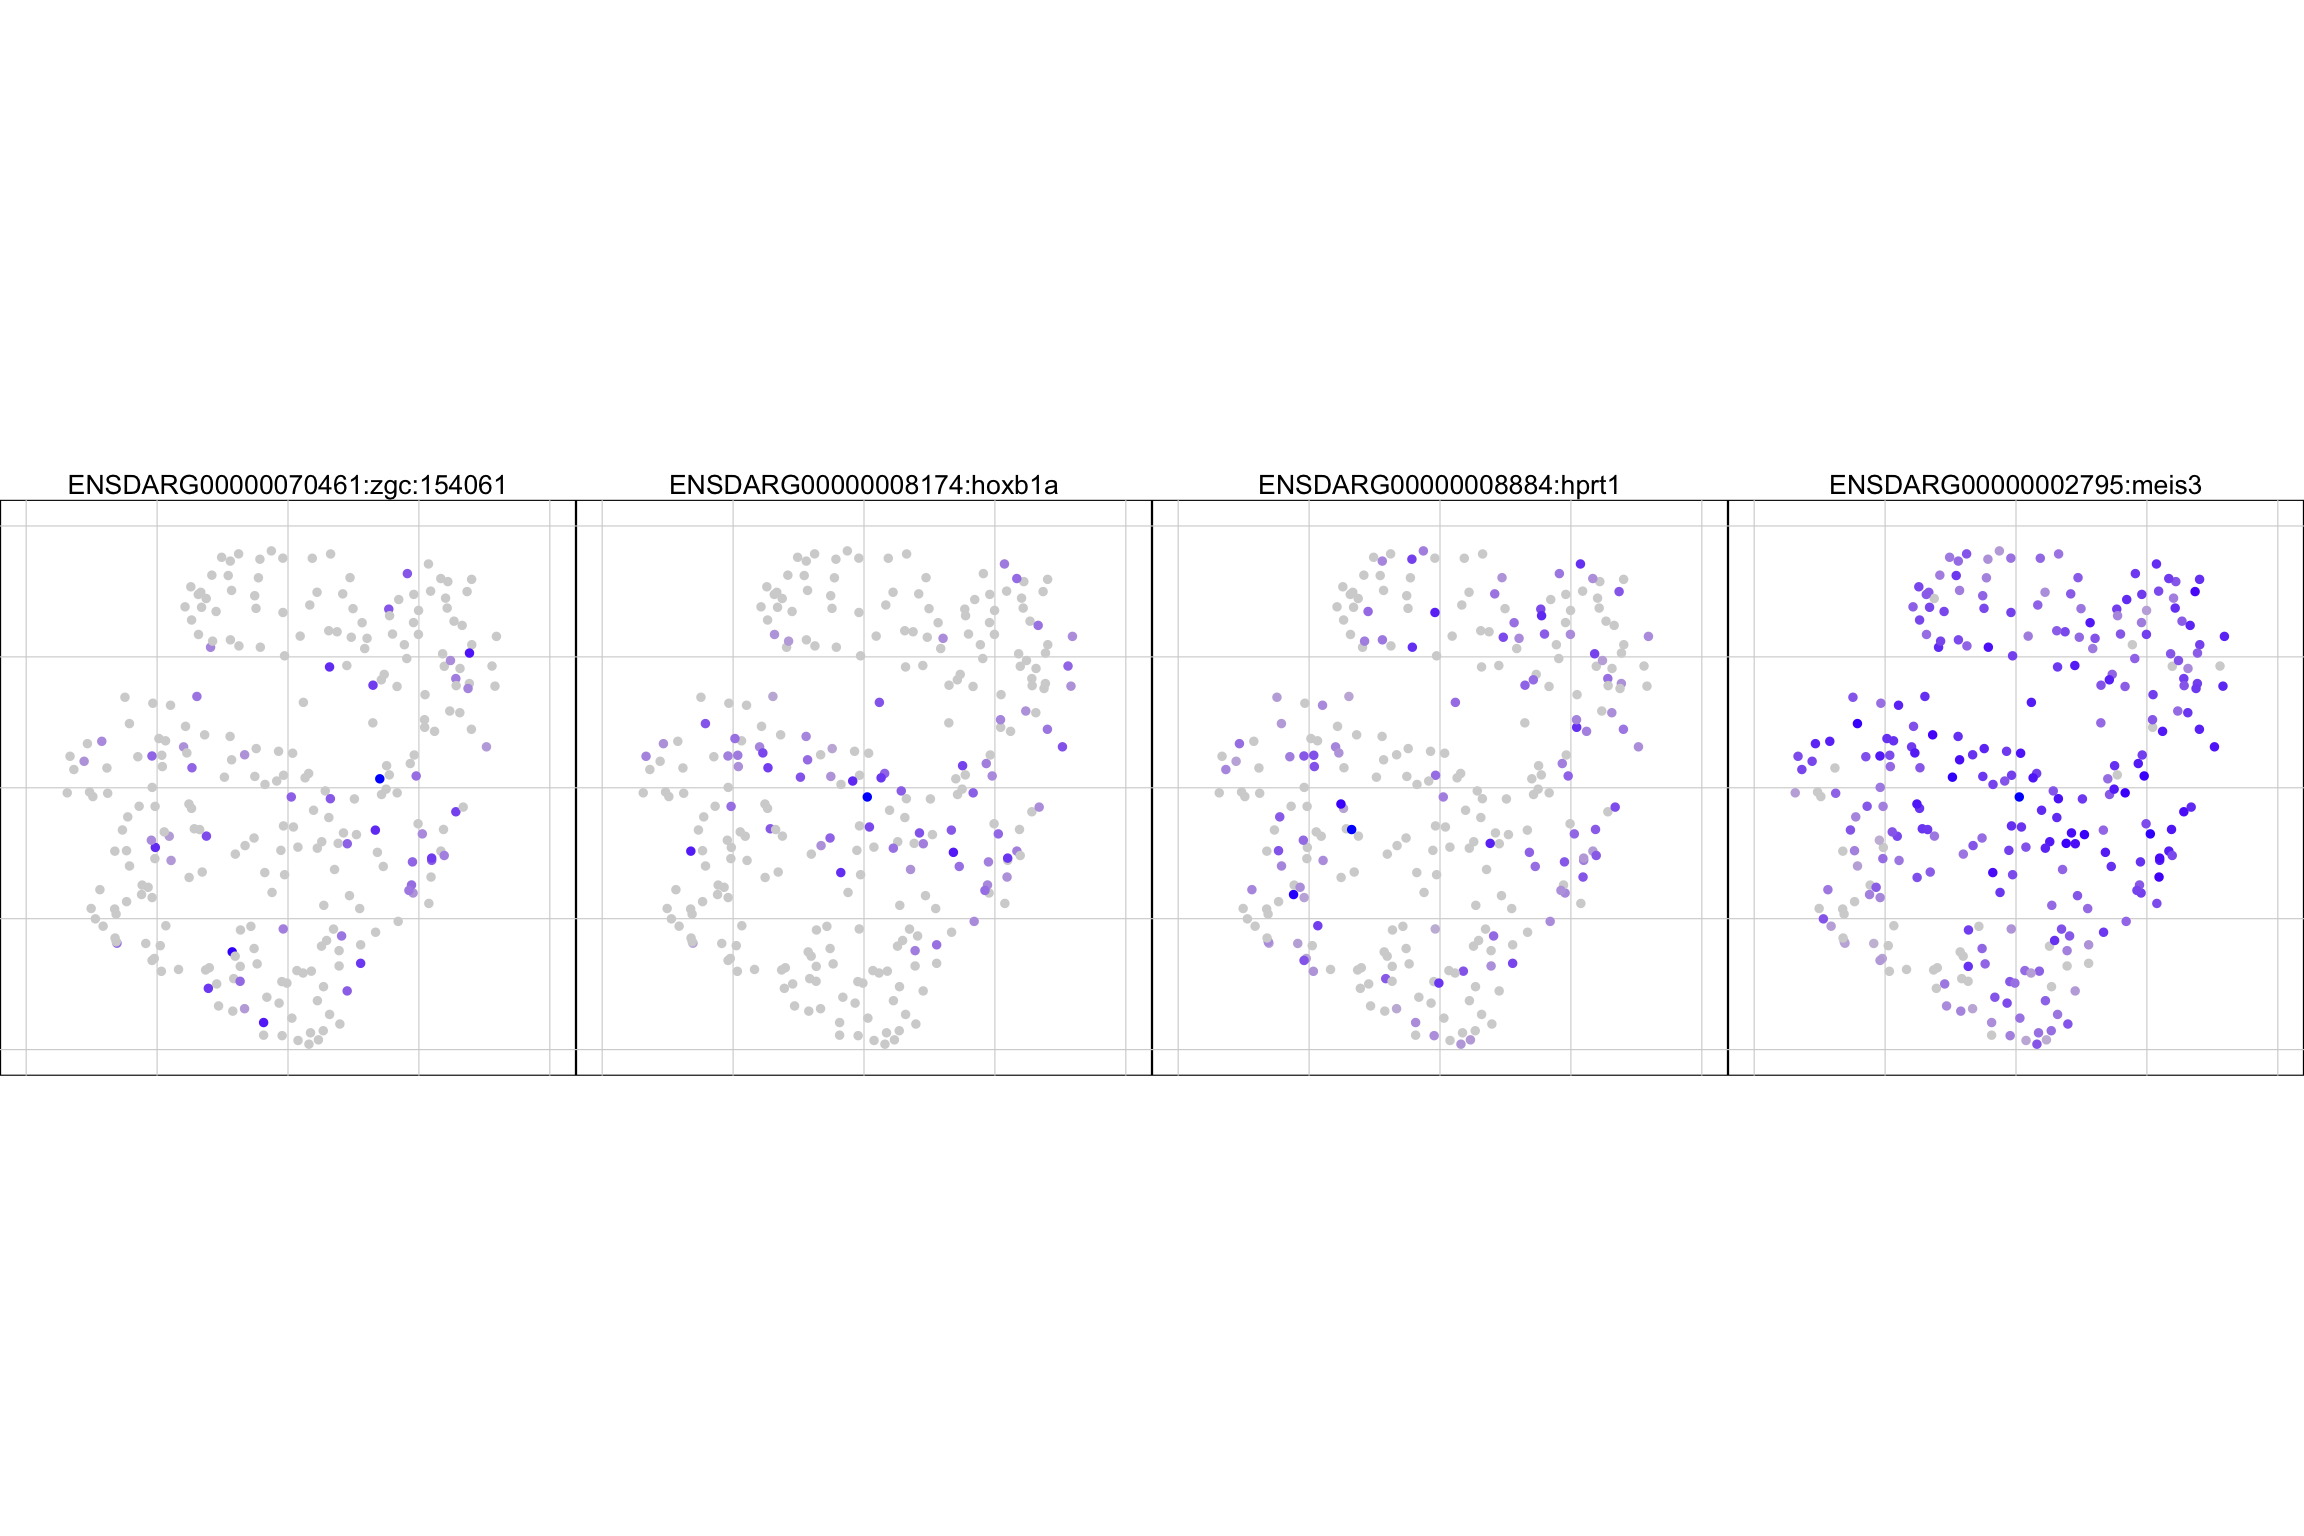 ENSDARG00000070461:zgc:154061
ENSDARG00000008174:hoxb1a
ENSDARG00000008884:hprt1
ENSDARG00000002795:meis3